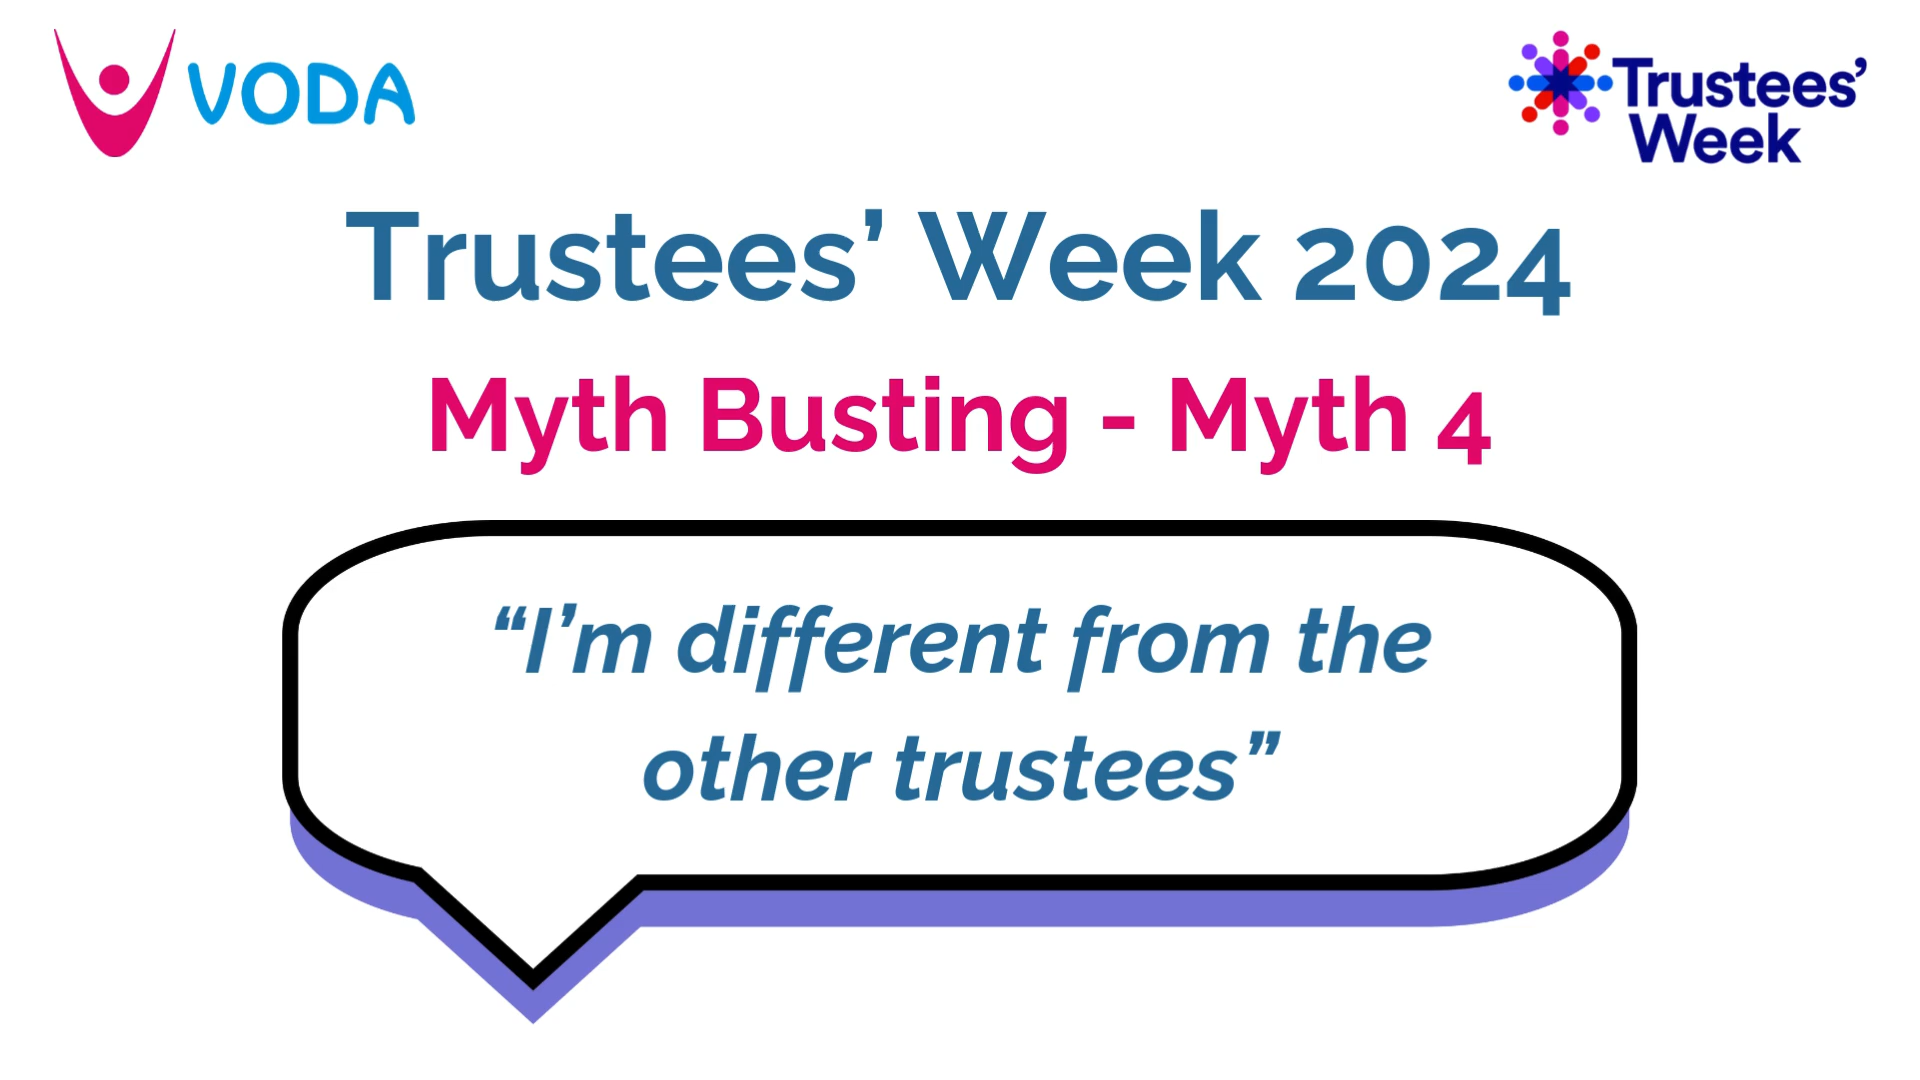 VODA
Trustees’
Week
Trustees’ Week 2024
Myth Busting - Myth 4
“I’m different from the
other trustees”